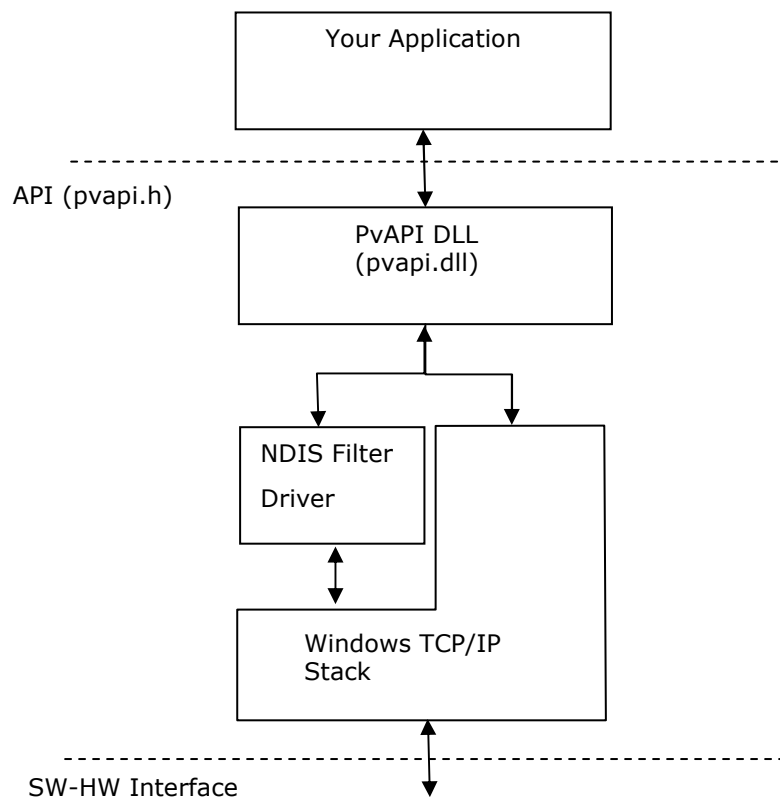 Your Application
API (pvapi.h)
PvAPI DLL
(pvapi.dll)
NDIS Filter
Driver
Windows TCP/IP
Stack
SW-HW Interface